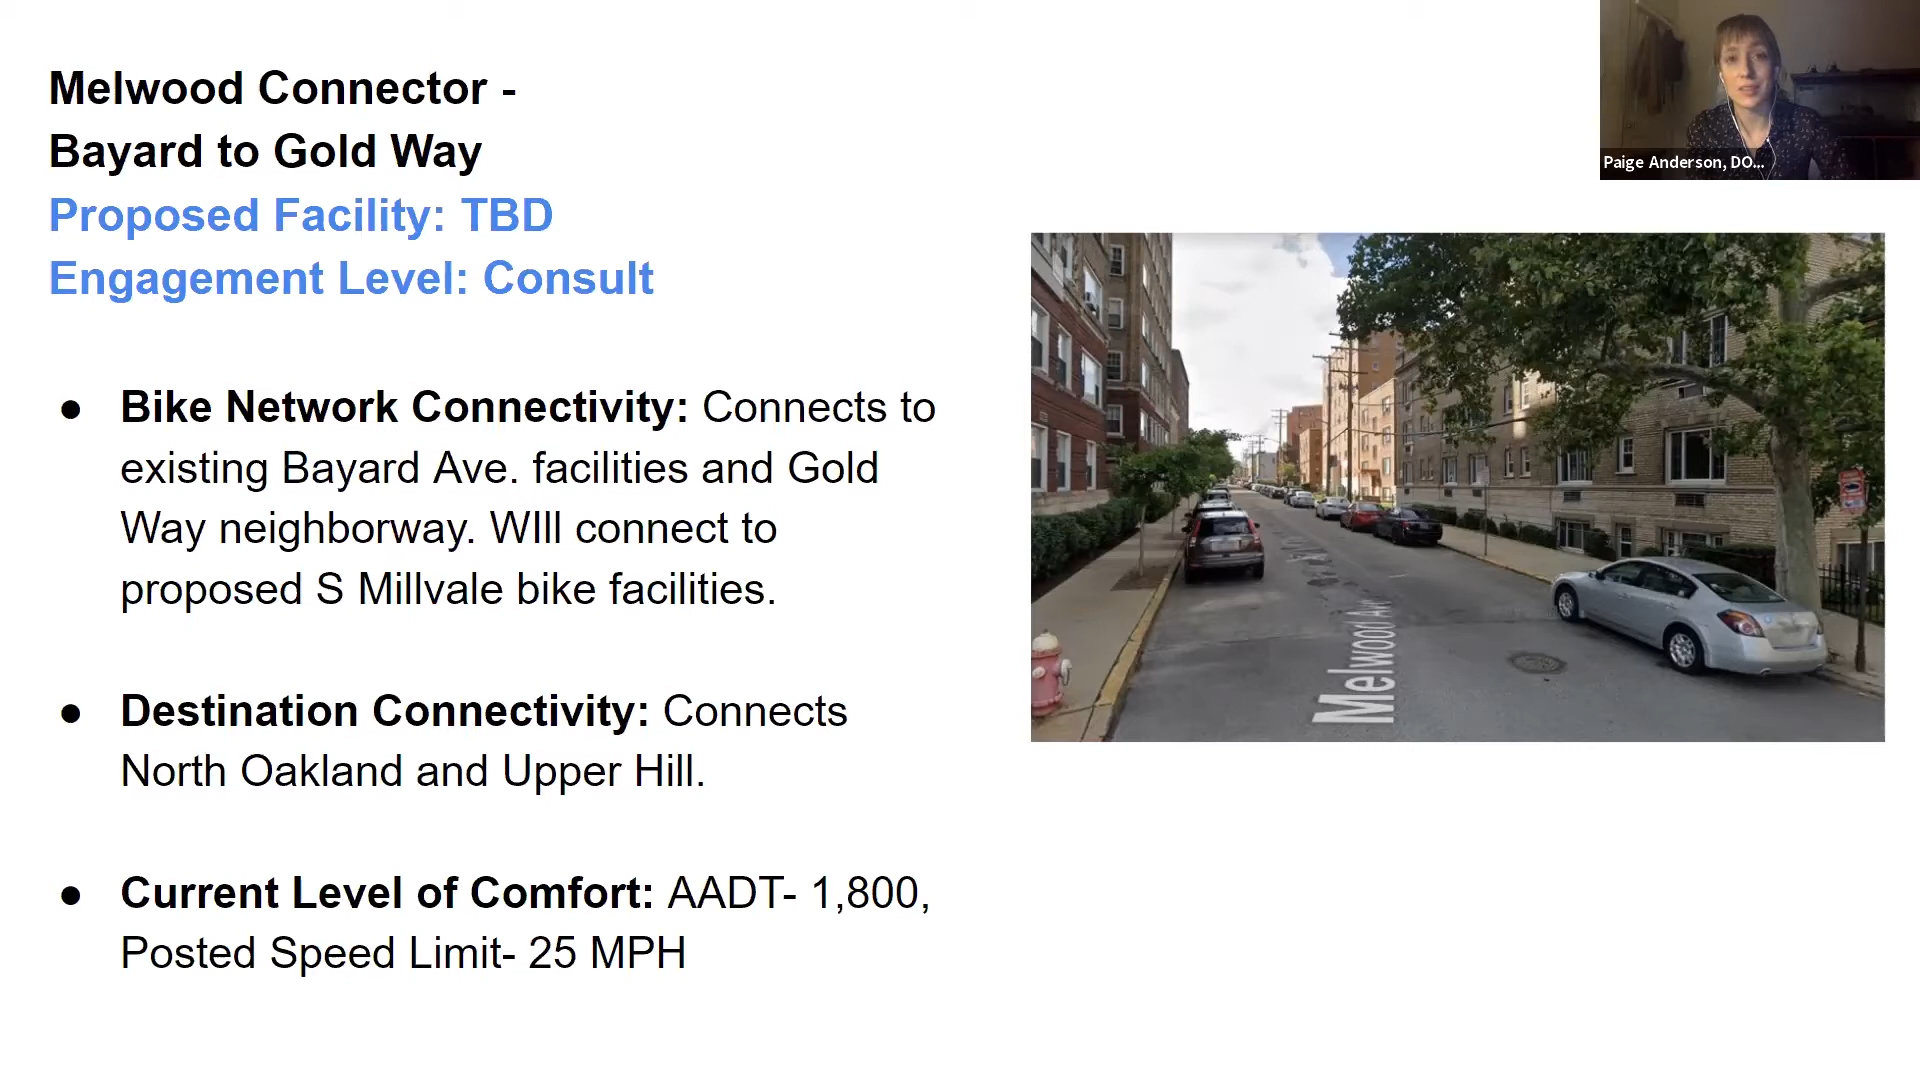 Melwood Connector -
Bayard to Gold Way
Proposed Facility: TBD
Engagement Level: Consult
● Bike Network Connectivity: Connects to
existing Bayard Ave. facilities and Gold
Way neighborway. WIll connect to
proposed S Millvale bike facilities.
● Destination Connectivity: Connects
North Oakland and Upper Hill.
● Current Level of Comfort: AADT- 1,800,
Posted Speed Limit- 25 MPH
Paige Anderson, DO...
Melwood Ave